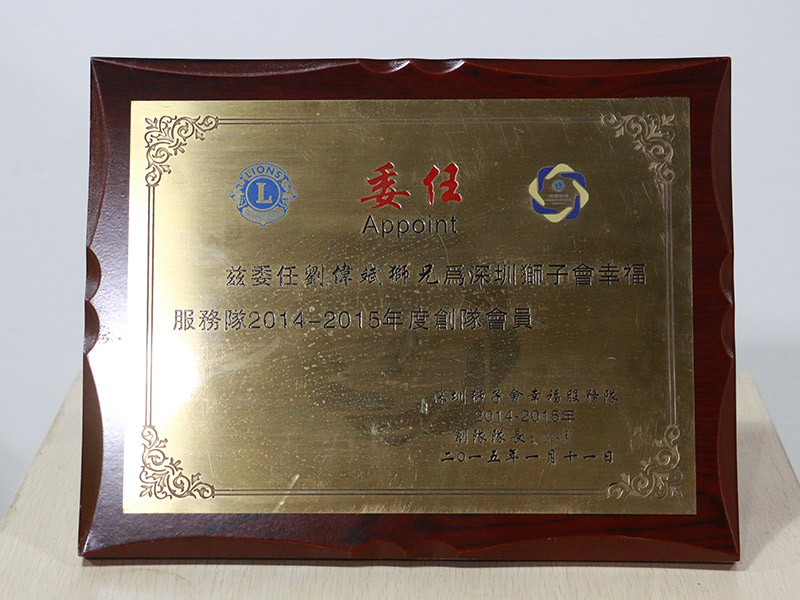 LIONS
L
委任
Appoint
兹委任劉偉斌獅兄爲深圳獅子會幸福
服務隊2014-2015年度創隊會員。
深圳獅子會幸福服務隊
2014-2015年
創隊隊長：
二〇一五年一月十一日